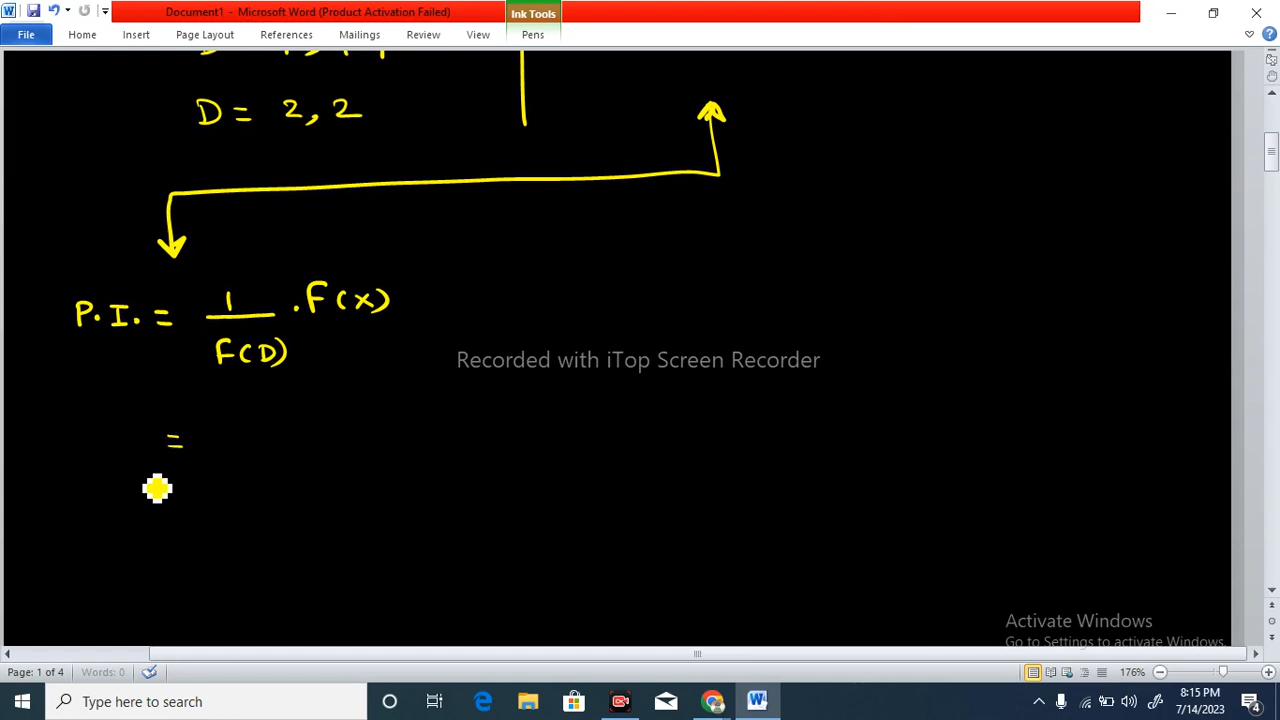 Document1 - Microsoft Word (Product Activation Failed)
Ink Tools
File Home Insert Page Layout References Mailings Review View Pens
D = 2, 2
P.I. = 1 / F(D) . F(x)
=
Recorded with iTop Screen Recorder
Activate Windows
Go to Settings to activate Windows.
Page: 1 of 4 Words: 0 176%
Type here to search
8:15 PM
7/14/2023
4